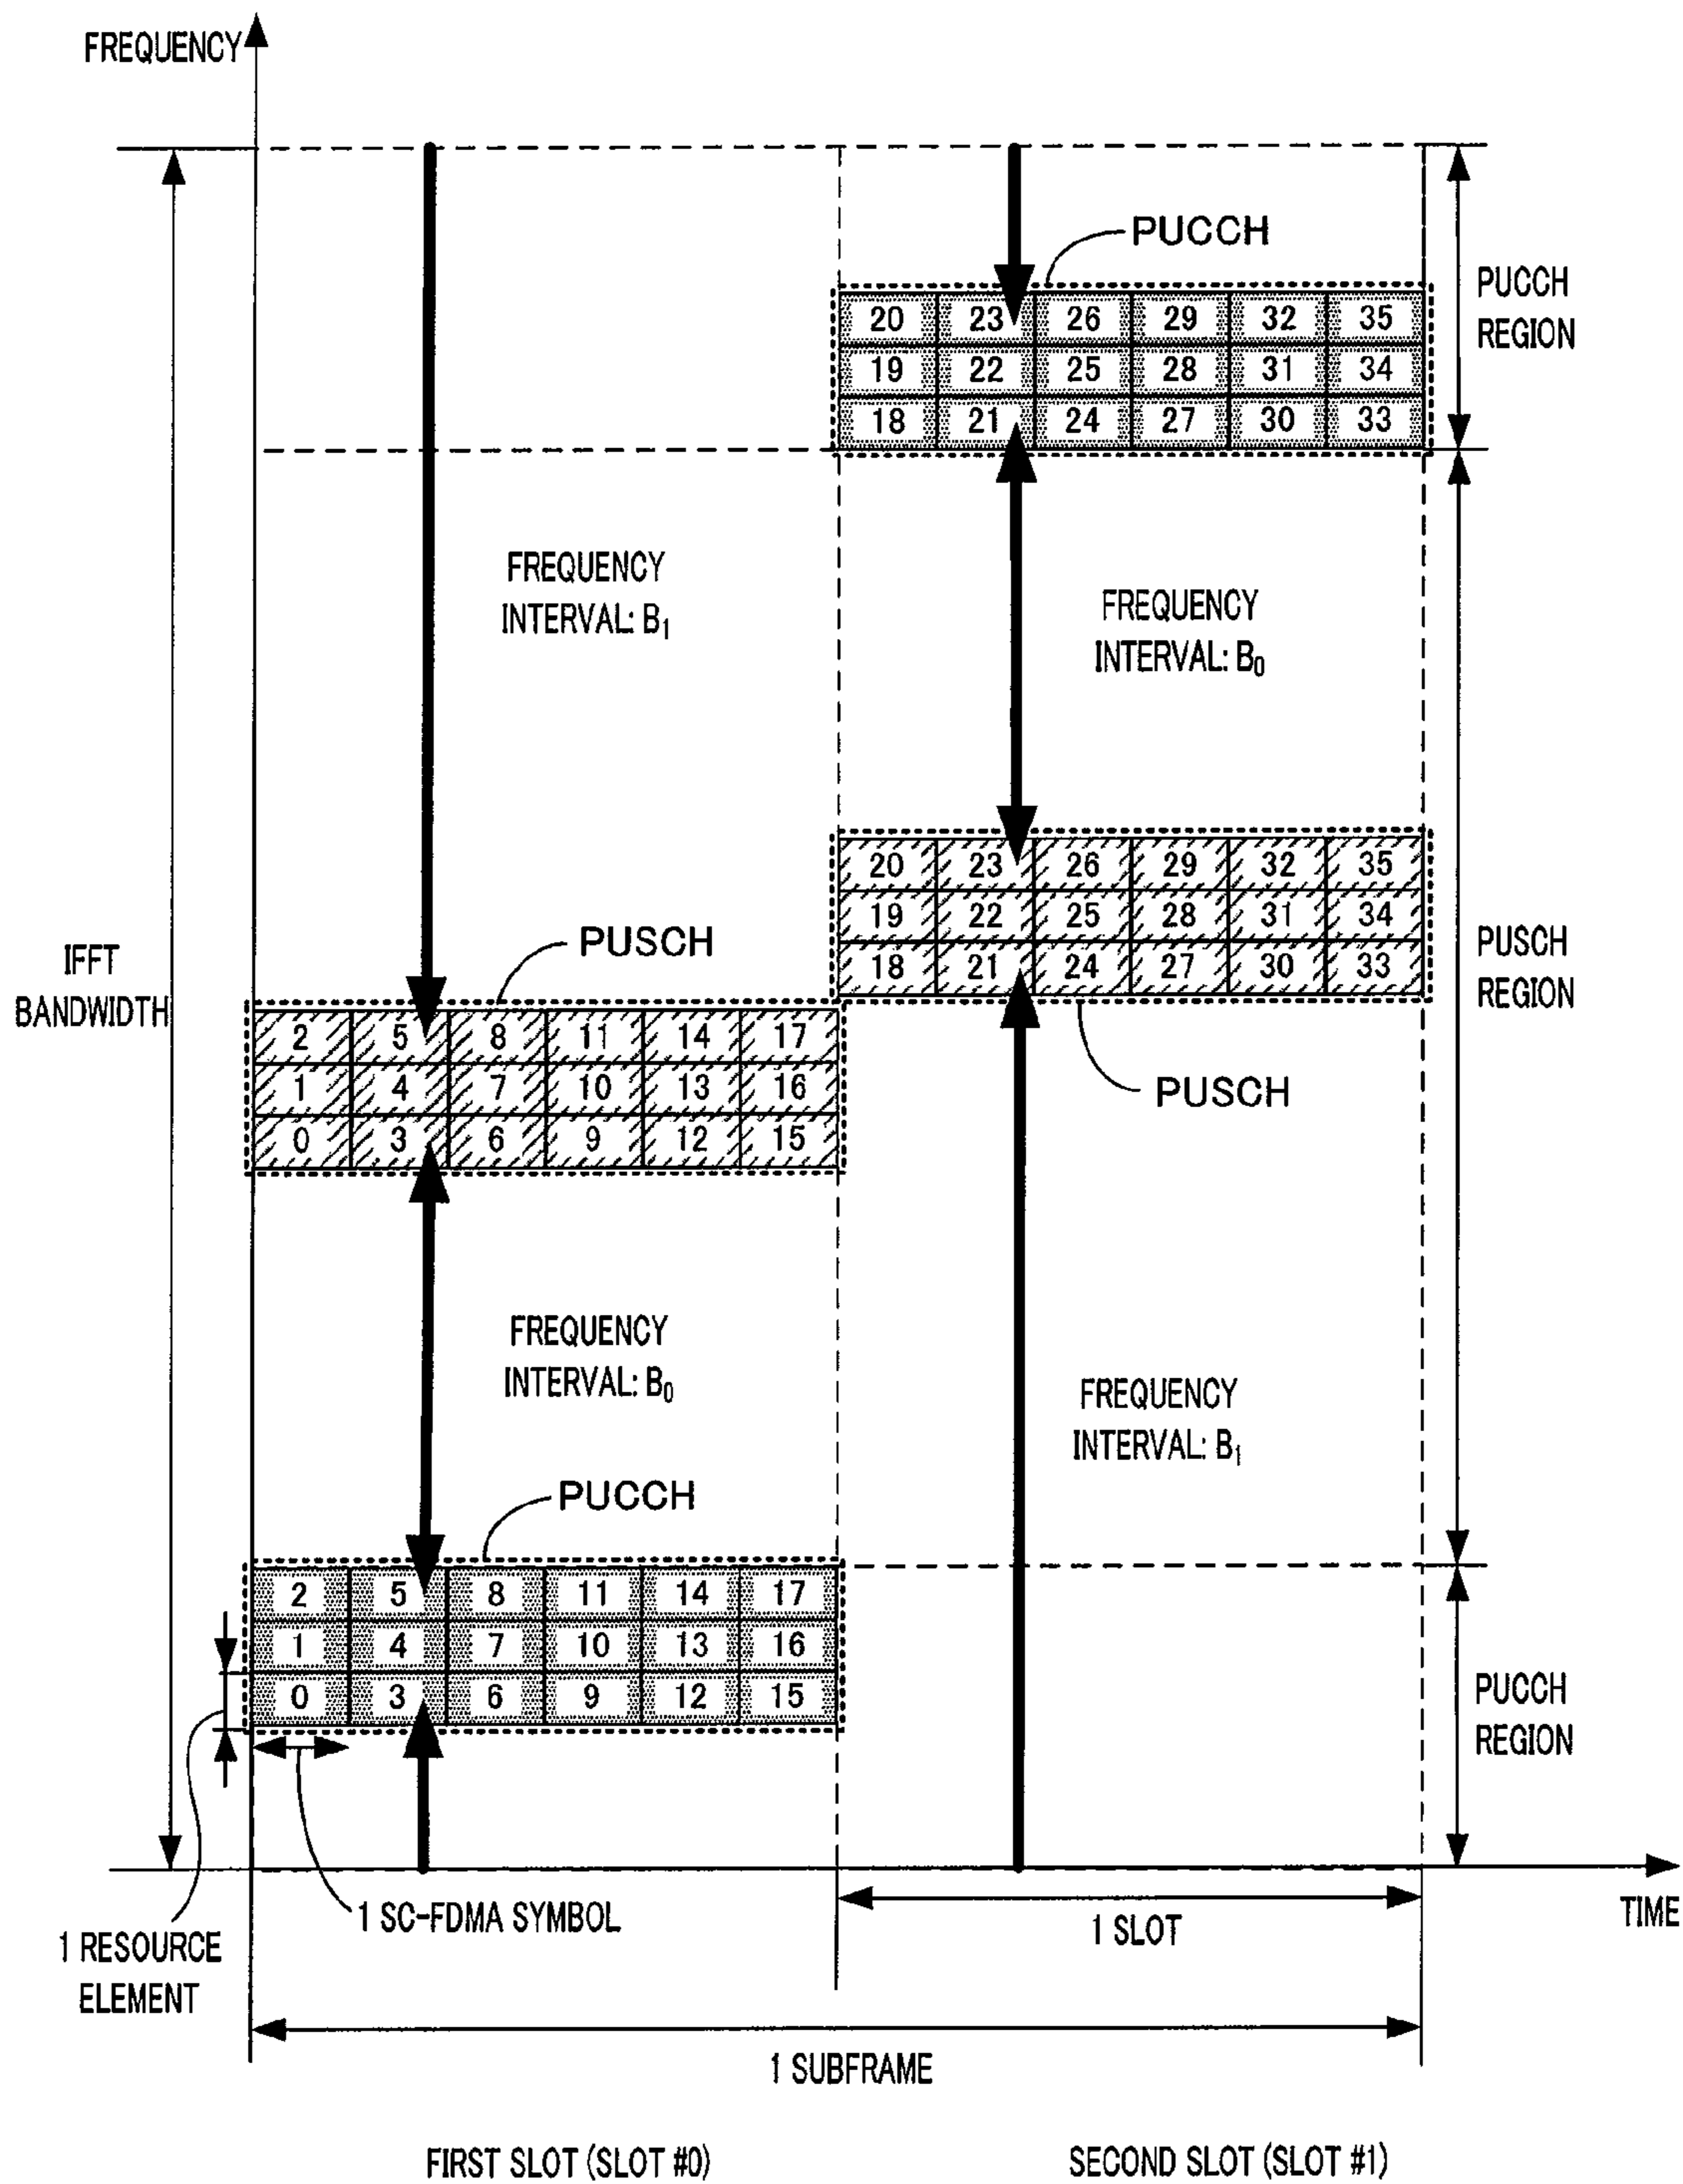 FREQUENCY
PUCCH
PUCCH
REGION
20 23 26 29 32 35
19 22 25 28 31 34
18 21 24 27 30 33
FREQUENCY
INTERVAL: B1
FREQUENCY
INTERVAL: B0
20 23 26 29 32 35
19 22 25 28 31 34
18 21 24 27 30 33
PUSCH
PUSCH
REGION
IFFT
BANDWIDTH
2 5 8 11 14 17
1 4 7 10 13 16
0 3 6 9 12 15
PUSCH
FREQUENCY
INTERVAL: B0
FREQUENCY
INTERVAL: B1
PUCCH
2 5 8 11 14 17
1 4 7 10 13 16
0 3 6 9 12 15
PUCCH
REGION
1 SC-FDMA SYMBOL
1 SLOT
TIME
1 RESOURCE
ELEMENT
1 SUBFRAME
FIRST SLOT (SLOT #0)
SECOND SLOT (SLOT #1)